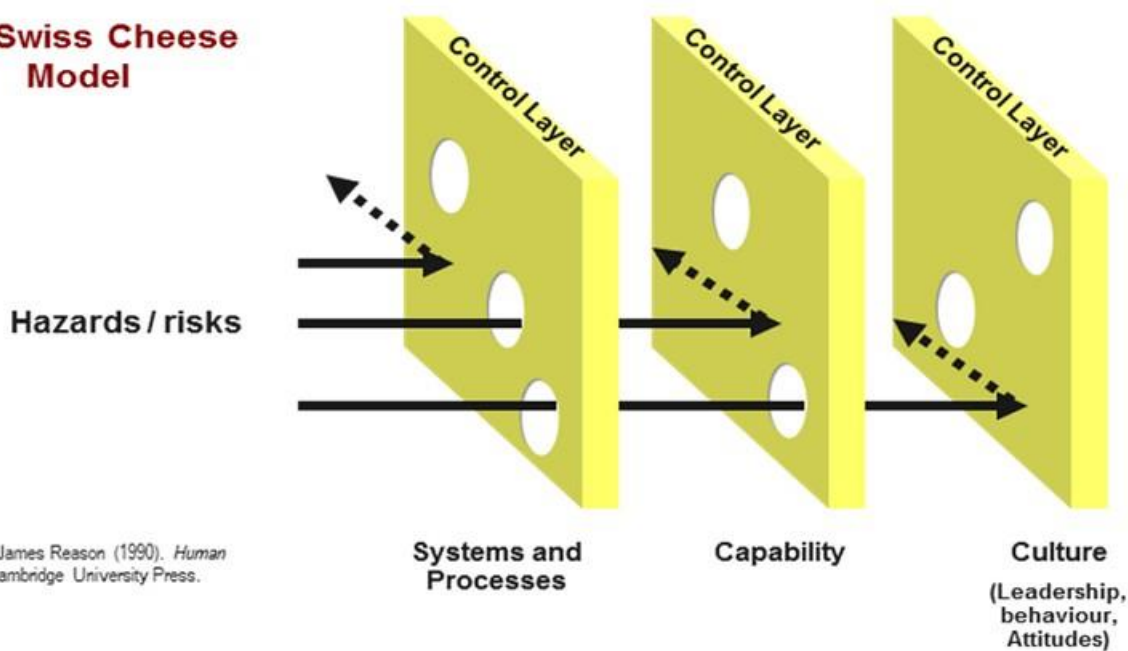 Swiss Cheese
Model
Control Layer
Control Layer
Control Layer
Hazards / risks
James Reason (1990). Human
University Press.
Systems and
Processes
Capability
Culture
(Leadership,
behaviour,
Attitudes)